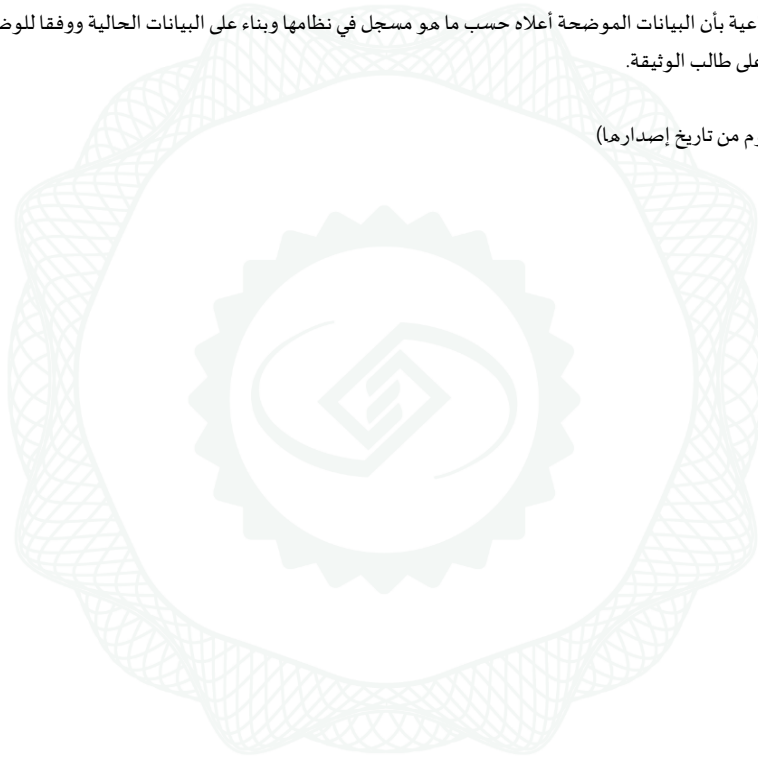 عية بأن البيانات الموضحة أعلاه حسب ما هو مسجل في نظامها وبناء على البيانات الحالية ووفقا للوض
على طالب الوثيقة.
وم من تاريخ إصدارها)